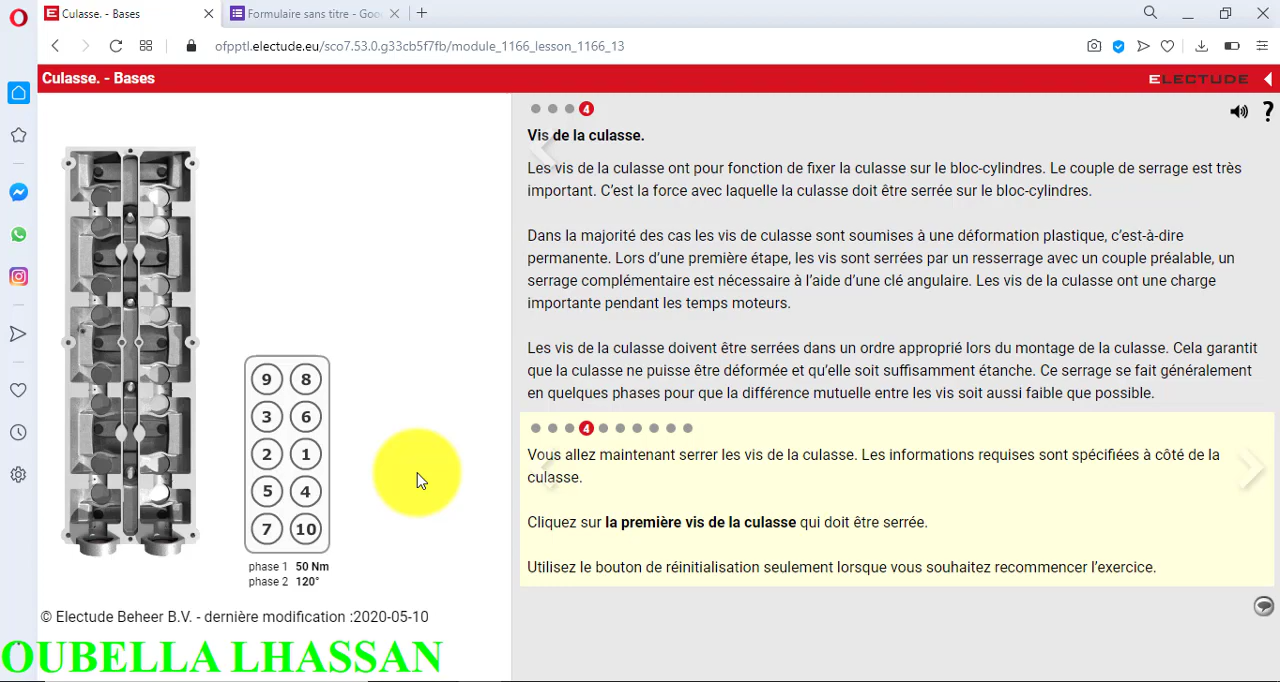 Culasse. - Bases
Formulaire sans titre - Goo
ofpptl.electude.eu/sco7.53.0.g33cb5f7fb/module_1166_lesson_1166_13
Culasse. - Bases
ELECTUDE
4
Vis de la culasse.
Les vis de la culasse ont pour fonction de fixer la culasse sur le bloc-cylindres. Le couple de serrage est très
important. C’est la force avec laquelle la culasse doit être serrée sur le bloc-cylindres.
Dans la majorité des cas les vis de culasse sont soumises à une déformation plastique, c’est-à-dire
permanente. Lors d’une première étape, les vis sont serrées par un resserrage avec un couple préalable, un
serrage complémentaire est nécessaire à l’aide d’une clé angulaire. Les vis de la culasse ont une charge
importante pendant les temps moteurs.
Les vis de la culasse doivent être serrées dans un ordre approprié lors du montage de la culasse. Cela garantit
que la culasse ne puisse être déformée et qu’elle soit suffisamment étanche. Ce serrage se fait généralement
en quelques phases pour que la différence mutuelle entre les vis soit aussi faible que possible.
4
Vous allez maintenant serrer les vis de la culasse. Les informations requises sont spécifiées à côté de la
culasse.
Cliquez sur la première vis de la culasse qui doit être serrée.
Utilisez le bouton de réinitialisation seulement lorsque vous souhaitez recommencer l’exercice.
9 8
3 6
2 1
5 4
7 10
phase 1 50 Nm
phase 2 120°
© Electude Beheer B.V. - dernière modification :2020-05-10
OUBELLA LHASSAN